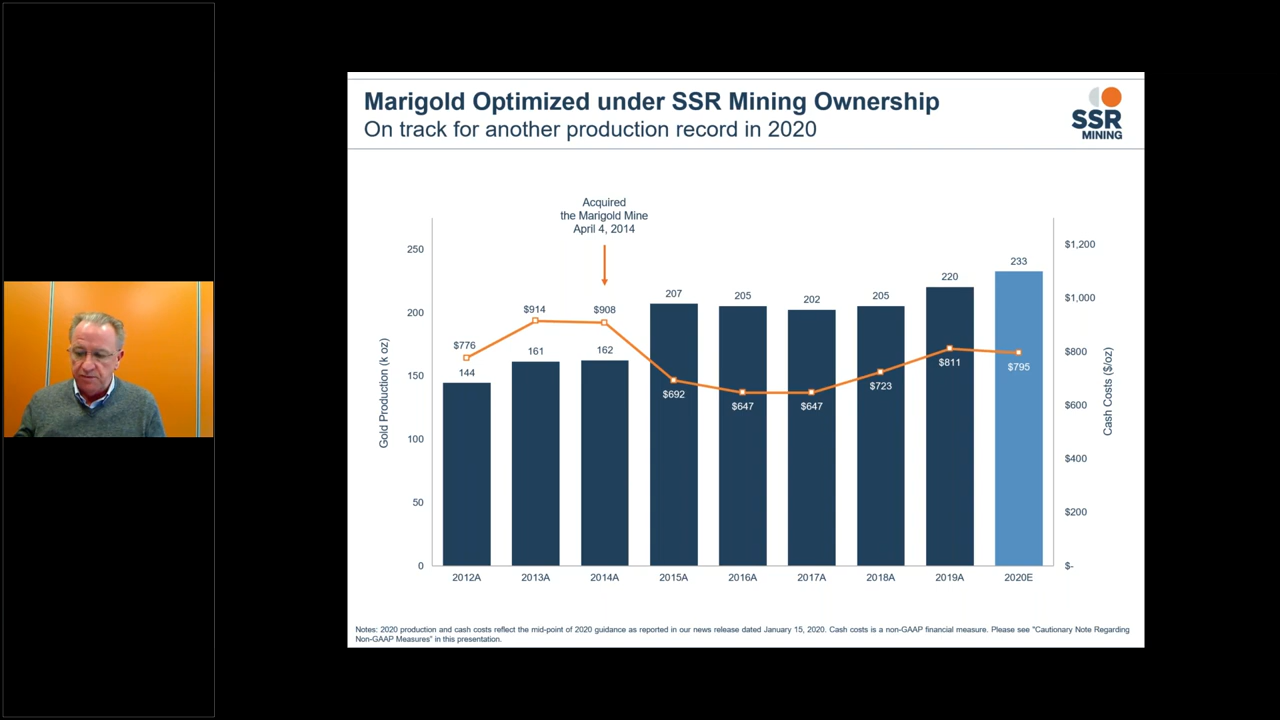 Marigold Optimized under SSR Mining Ownership
On track for another production record in 2020
SSR
MINING
Acquired
the Marigold Mine
April 4, 2014
Gold Production (k oz)
250
200
150
100
50
0
$776
$914
$908
$692
$647
$647
$723
$811
$795
144
161
162
207
205
202
205
220
233
$1,200
$1,000
$800
$600
$400
$200
$-
Cash Costs ($/oz)
2012A
2013A
2014A
2015A
2016A
2017A
2018A
2019A
2020E
Notes: 2020 production and cash costs reflect the mid-point of 2020 guidance as reported in our news release dated January 15, 2020. Cash costs is a non-GAAP financial measure. Please see "Cautionary Note Regarding
Non-GAAP Measures" in this presentation.